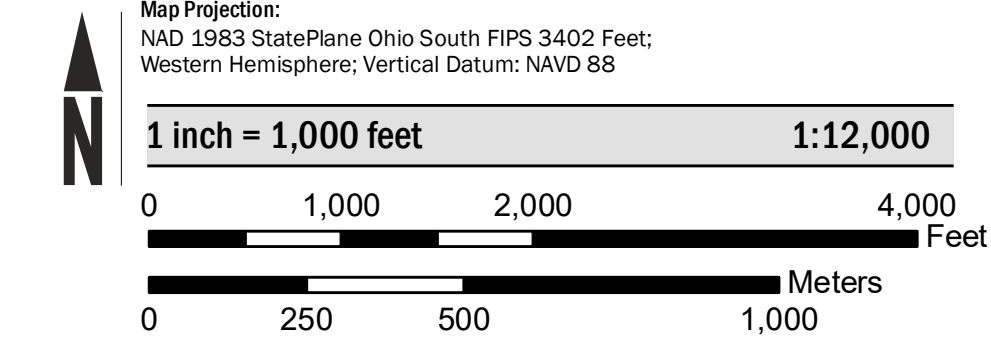 Map Projection:
NAD 1983 StatePlane Ohio South FIPS 3402 Feet;
Western Hemisphere; Vertical Datum: NAVD 88
N
1 inch = 1,000 feet 1:12,000
0 1,000 2,000 4,000
Feet
Meters
0 250 500 1,000